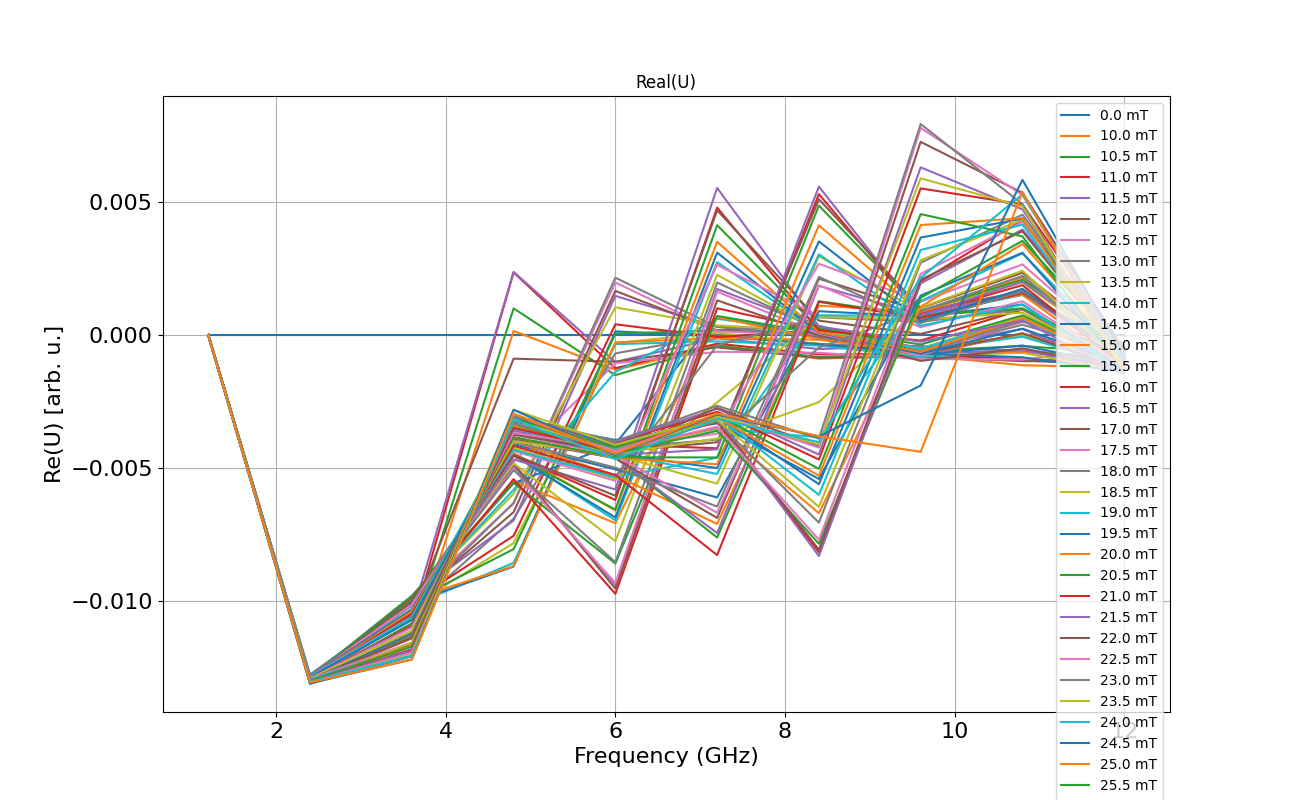 Real(U)
Re(U) [arb. u.]
0.005
0.000
−0.005
−0.010
2
4
6
8
10
12
Frequency (GHz)
0.0 mT
10.0 mT
10.5 mT
11.0 mT
11.5 mT
12.0 mT
12.5 mT
13.0 mT
13.5 mT
14.0 mT
14.5 mT
15.0 mT
15.5 mT
16.0 mT
16.5 mT
17.0 mT
17.5 mT
18.0 mT
18.5 mT
19.0 mT
19.5 mT
20.0 mT
20.5 mT
21.0 mT
21.5 mT
22.0 mT
22.5 mT
23.0 mT
23.5 mT
24.0 mT
24.5 mT
25.0 mT
25.5 mT